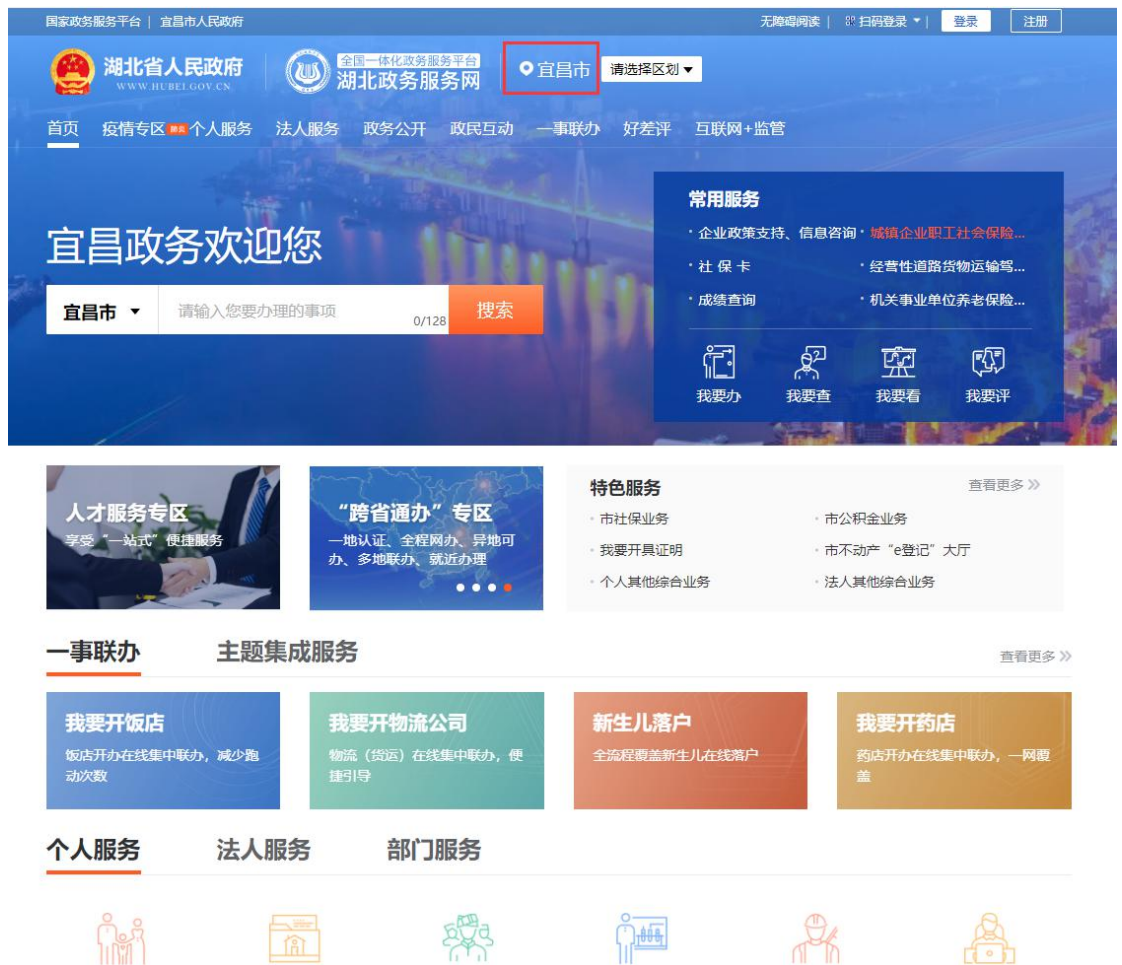 国家政务服务平台 | 宜昌市人民政府
无障碍阅读 | 扫码登录 ▼ | 登录 注册
湖北省人民政府
WWW.HUBEI.GOV.CN
全国一体化政务服务平台
湖北政务服务网
宜昌市 请选择区划 ▼
首页 疫情专区 个人服务 法人服务 政务公开 政民互动 一事联办 好差评 互联网+监管
宜昌政务欢迎您
宜昌市 ▼ 请输入您要办理的事项 0/128 搜索
常用服务
· 企业政策支持、信息咨询 · 城镇企业职工社会保险...
· 社 保 卡 · 经营性道路货物运输驾...
· 成绩查询 · 机关事业单位养老保险...
我要办 我要查 我要看 我要评
人才服务专区
享受“一站式”便捷服务
“跨省通办”专区
一地认证、全程网办、异地可
办、多地联办、就近办理
特色服务 查看更多
· 市社保业务 · 市公积金业务
· 我要开具证明 · 市不动产“e登记”大厅
· 个人其他综合业务 · 法人其他综合业务
一事联办 主题集成服务 查看更多
我要开饭店
饭店开办在线集中联办，减少跑
动次数
我要开物流公司
物流（货运）在线集中联办，便
捷引导
新生儿落户
全流程覆盖新生儿在线落户
我要开药店
药店开办在线集中联办，一网覆
盖
个人服务 法人服务 部门服务